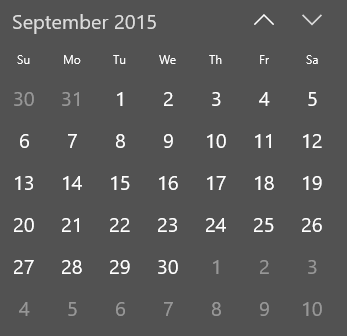 September 2015
Su Mo Tu We Th Fr Sa
30 31 1 2 3 4 5
6 7 8 9 10 11 12
13 14 15 16 17 18 19
20 21 22 23 24 25 26
27 28 29 30 1 2 3
4 5 6 7 8 9 10